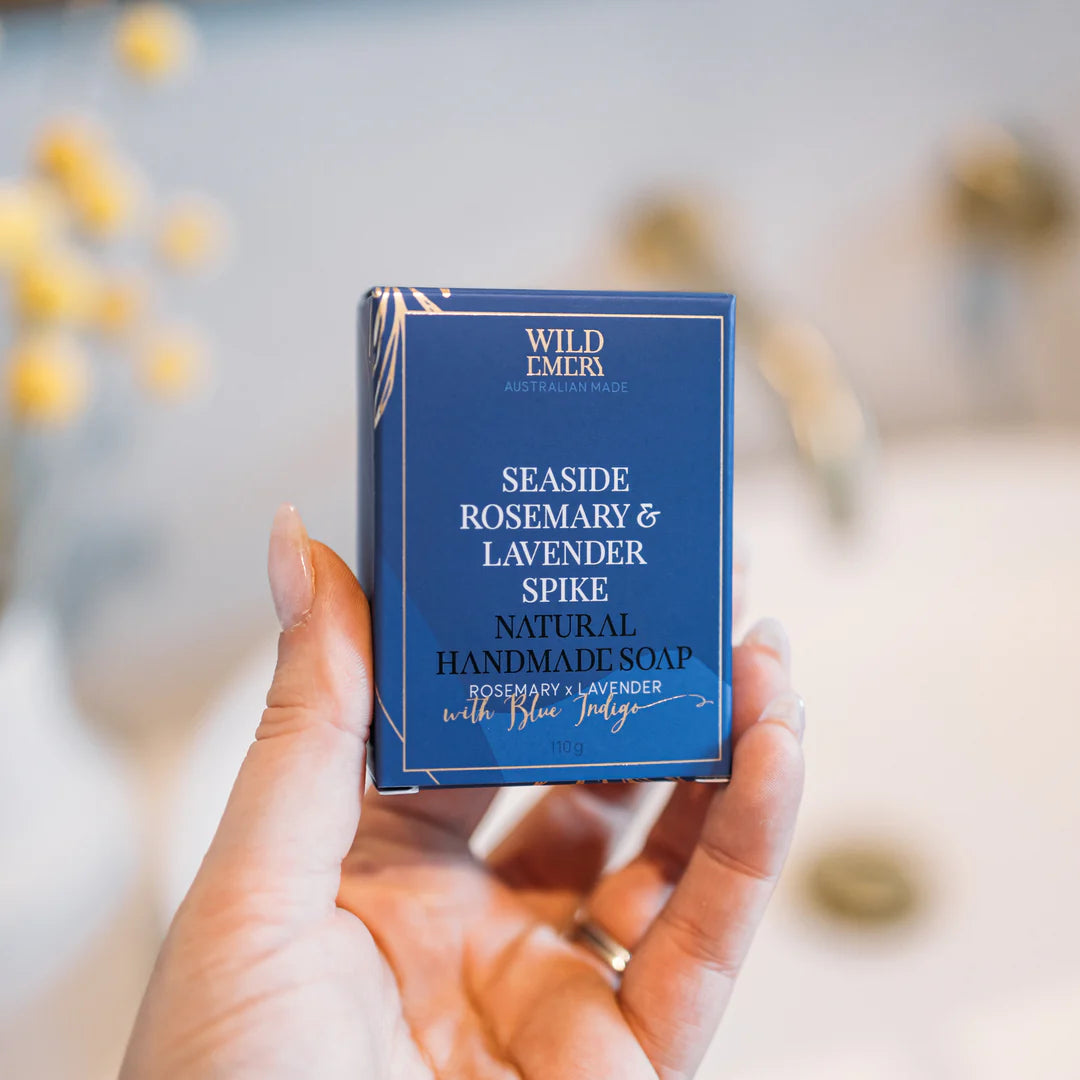 WILD
EMERY
AUSTRALIAN MADE
SEASIDE
ROSEMARY &
LAVENDER
SPIKE
NATURAL
HANDMADE SOAP
ROSEMARY x LAVENDER
with Blue Indigo
110g